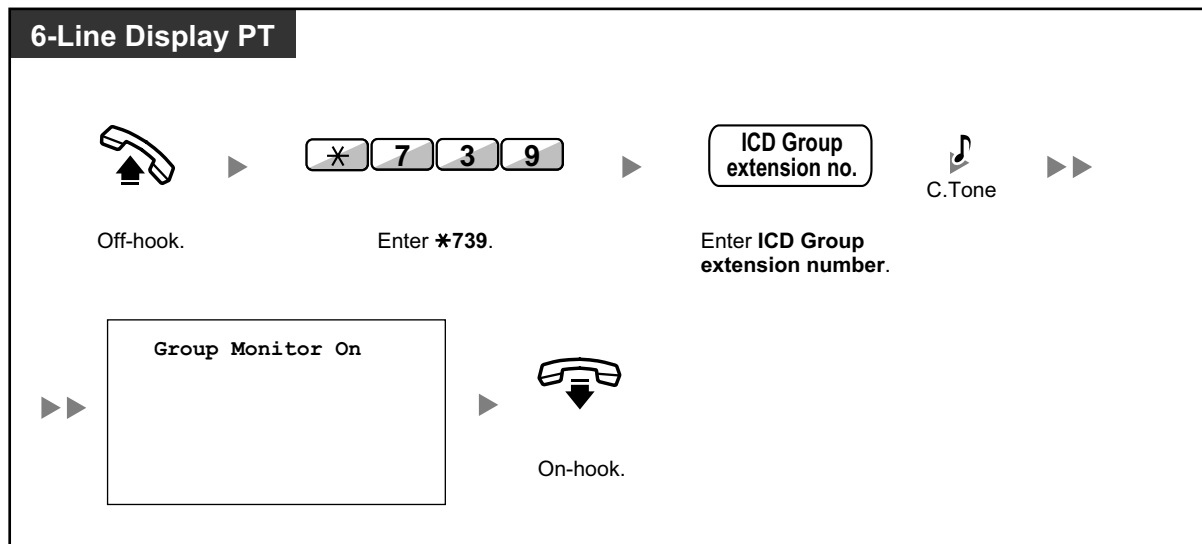 6-Line Display PT
* 7 3 9
ICD Group
extension no.
C.Tone
Off-hook.
Enter *739.
Enter ICD Group
extension number.
Group Monitor On
On-hook.